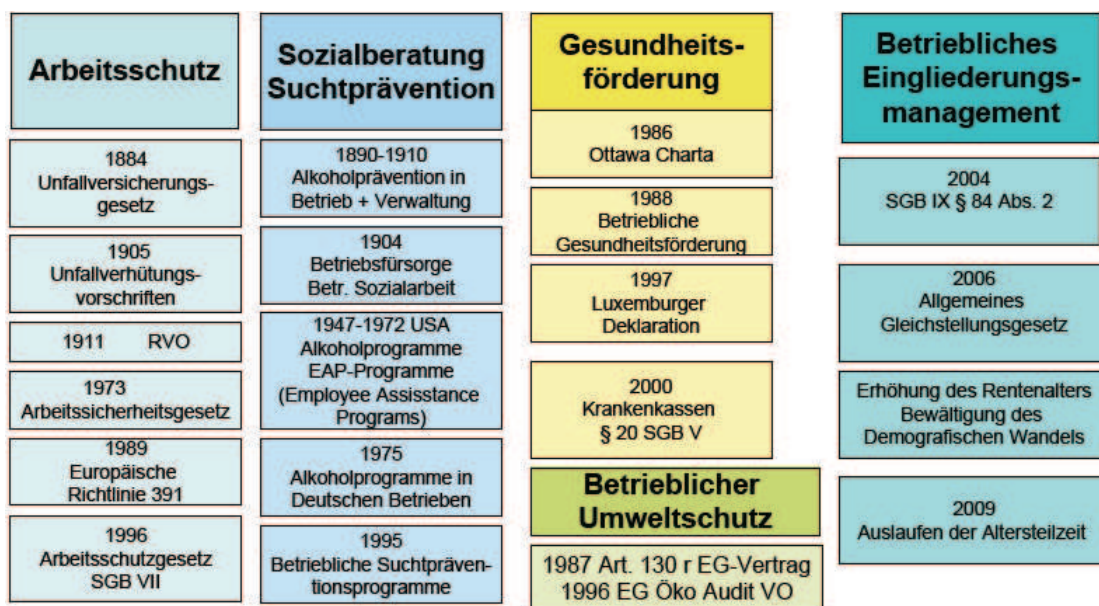 Arbeitsschutz
1884
Unfallversicherungs-
gesetz
1905
Unfallverhütungs-
vorschriften
1911 RVO
1973
Arbeitssicherheitsgesetz
1989
Europäische
Richtlinie 391
1996
Arbeitsschutzgesetz
SGB VII
Sozialberatung
Suchtprävention
1890-1910
Alkoholprävention in
Betrieb + Verwaltung
1904
Betriebsfürsorge
Betr. Sozialarbeit
1947-1972 USA
Alkoholprogramme
EAP-Programme
(Employee Assisstance
Programs)
1975
Alkoholprogramme in
Deutschen Betrieben
1995
Betriebliche Suchtpräven-
tionsprogramme
Gesundheits-
förderung
1986
Ottawa Charta
1988
Betriebliche
Gesundheitsförderung
1997
Luxemburger
Deklaration
2000
Krankenkassen
§ 20 SGB V
Betrieblicher
Umweltschutz
1987 Art. 130 r EG-Vertrag
1996 EG Öko Audit VO
Betriebliches
Eingliederungs-
management
2004
SGB IX § 84 Abs. 2
2006
Allgemeines
Gleichstellungsgesetz
Erhöhung des Rentenalters
Bewältigung des
Demografischen Wandels
2009
Auslaufen der Altersteilzeit